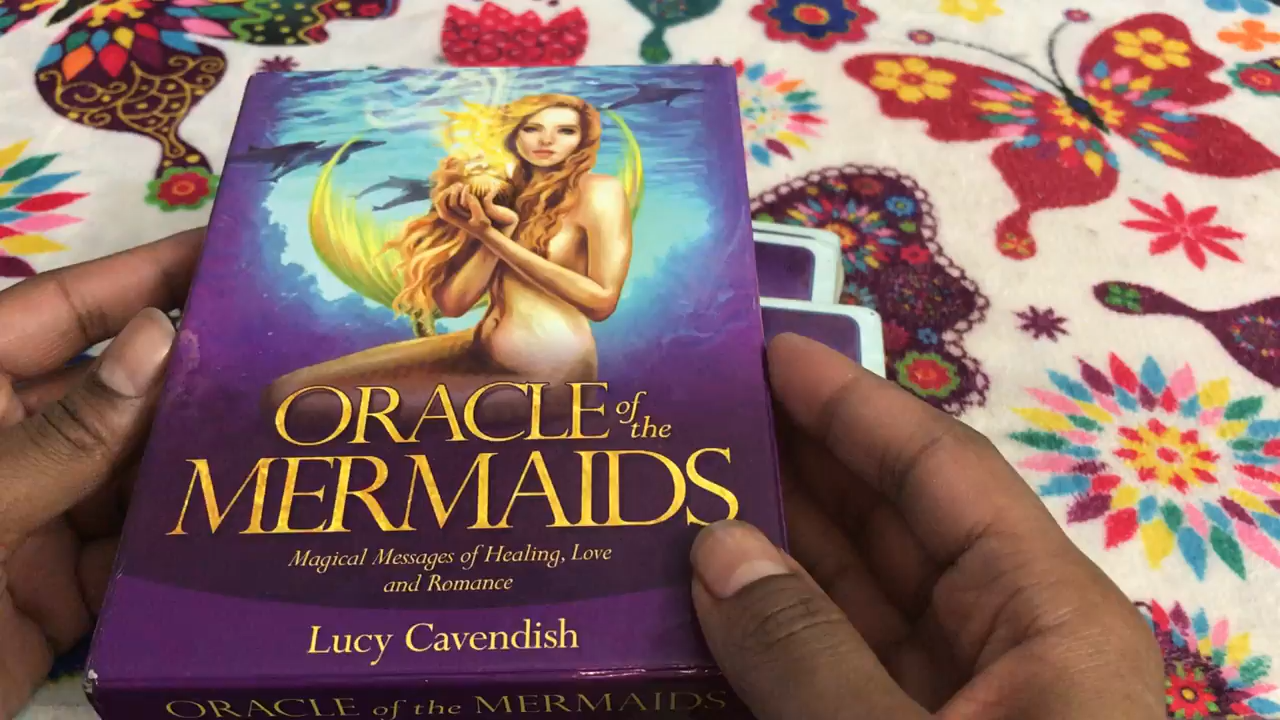 ORACLE of the
MERMAIDS
Magical Messages of Healing, Love
and Romance
Lucy Cavendish
ORACLE of the MERMAIDS